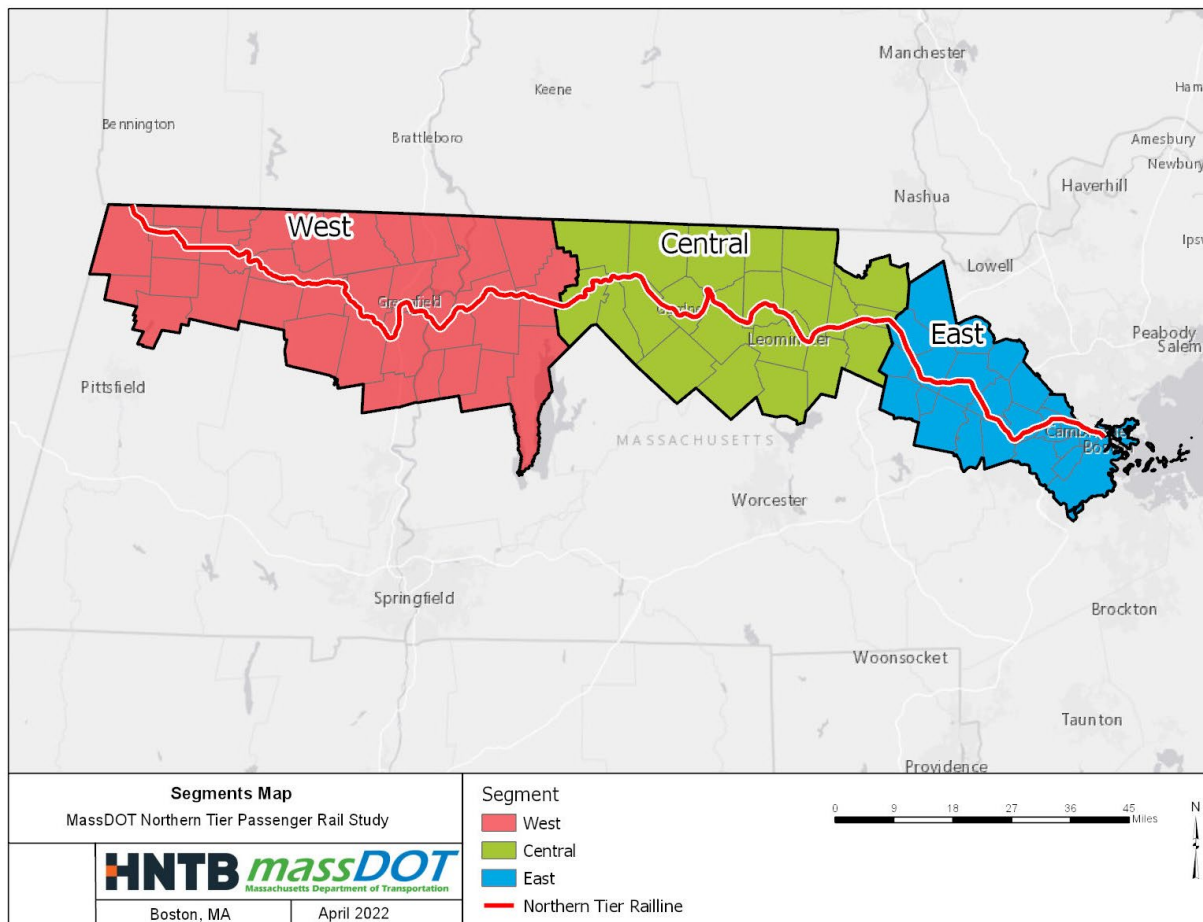 Manchester
Keene
Ham
Bennington
Brattleboro
Amesbury
Newbury
Haverhill
Nashua
West
Ips
Central
Lowell
Greenfield
East
Peabody
Salem
Leominster
Pittsfield
MASSACHUSETTS
Worcester
Springfield
Brockton
Woonsocket
Taunton
Providence
Segments Map
MassDOT Northern Tier Passenger Rail Study
HNTB massDOT
Massachusetts Department of Transportation
Boston, MA
April 2022
Segment
West
Central
East
Northern Tier Railline
0 9 18 27 36 45
Miles
N